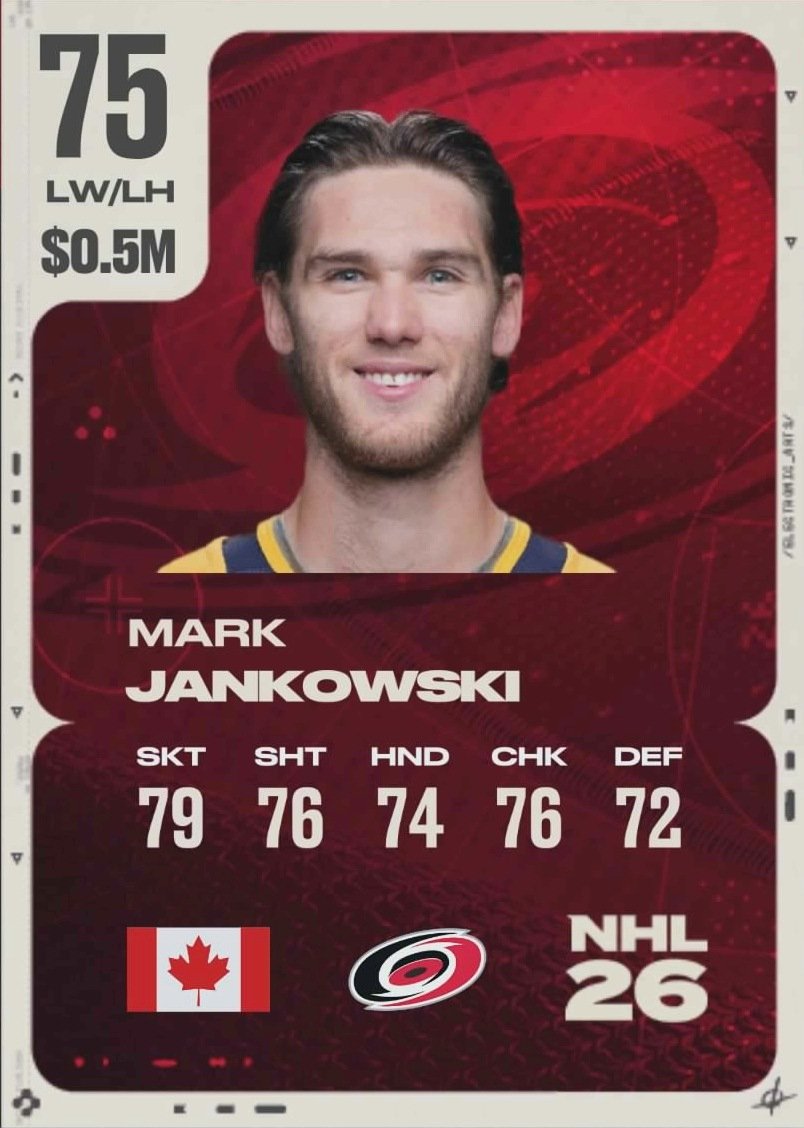 75
LW/LH
$0.5M
/ELECTRONIC_ARTS/
MARK
JANKOWSKI
SKT SHT HND CHK DEF
79 76 74 76 72
NHL
26